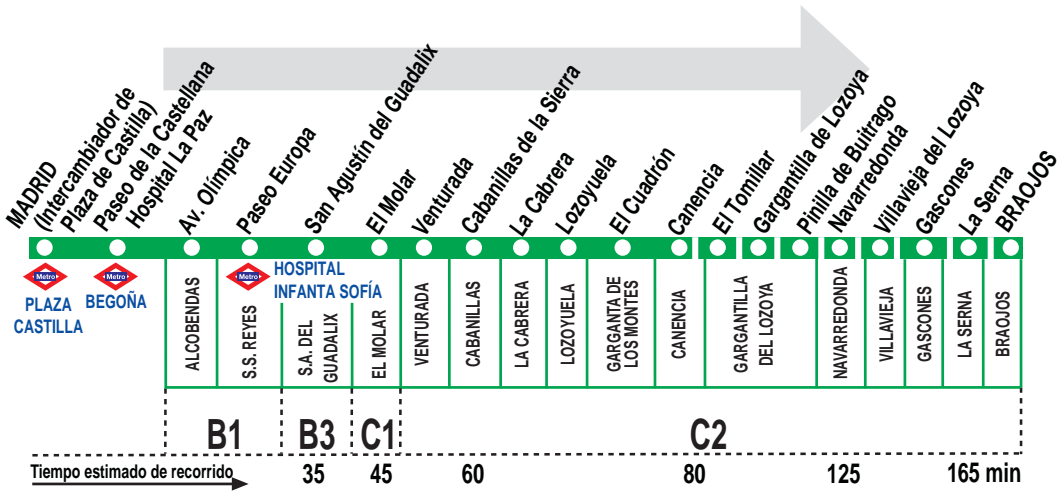 MADRID
(Intercambiador de
Plaza de Castilla)
Paseo de la Castellana
Hospital La Paz
Av. Olímpica
Paseo Europa
San Agustín del Guadalix
El Molar
Venturada
Cabanillas de la Sierra
La Cabrera
Lozoyuela
El Cuadrón
Canencia
El Tomillar
Gargantilla de Lozoya
Pinilla de Buitrago
Navarredonda
Villavieja del Lozoya
Gascones
La Serna
BRAOJOS
Metro
PLAZA
CASTILLA
Metro
BEGOÑA
Metro
HOSPITAL
INFANTA SOFÍA
ALCOBENDAS
S.S. REYES
S.A. DEL
GUADALIX
EL MOLAR
VENTURADA
CABANILLAS
LA CABRERA
LOZOYUELA
GARGANTA DE
LOS MONTES
CANENCIA
GARGANTILLA
DEL LOZOYA
NAVARREDONDA
VILLAVIEJA
GASCONES
LA SERNA
BRAOJOS
B1 B3 C1 C2
Tiempo estimado de recorrido 35 45 60 80 125 165 min